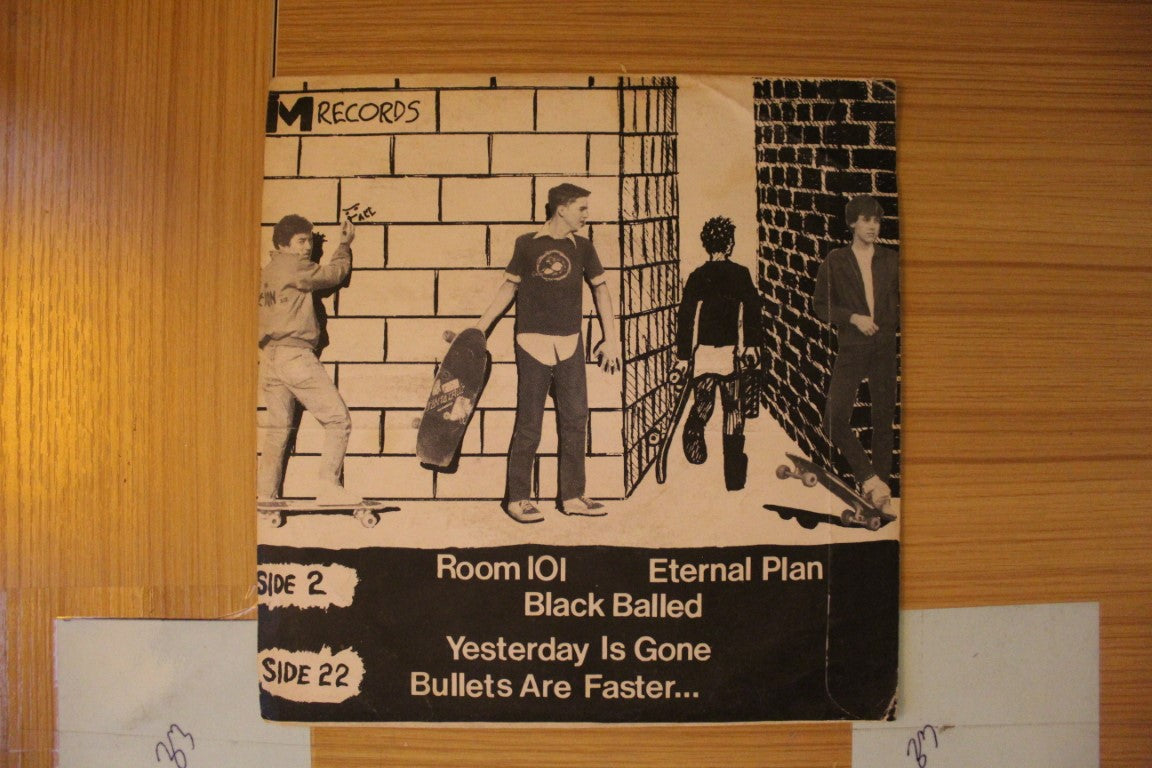 M RECORDS
SIDE 2
Room 101 Eternal Plan
Black Balled
SIDE 22
Yesterday Is Gone
Bullets Are Faster...